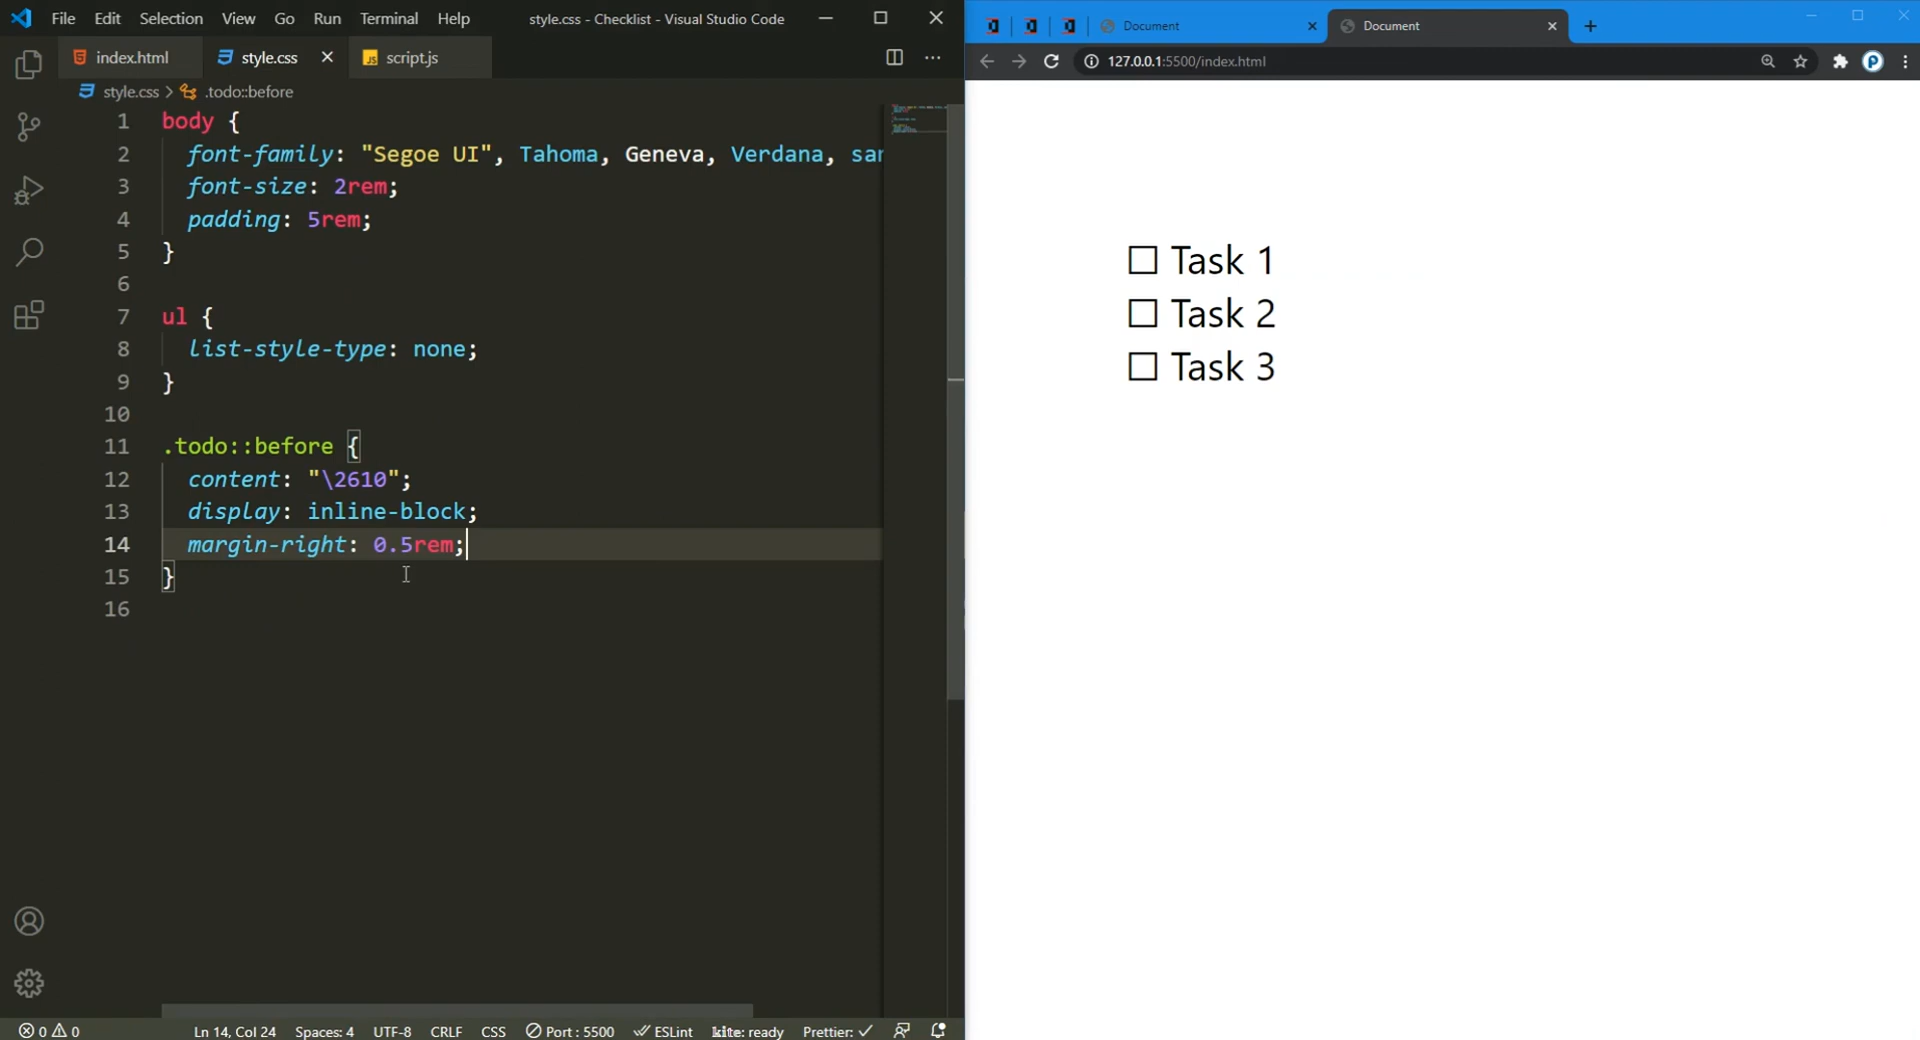 File Edit Selection View Go Run Terminal Help style.css - Checklist - Visual Studio Code
index.html style.css script.js
style.css > .todo::before
1 body {
2 font-family: "Segoe UI", Tahoma, Geneva, Verdana, san
3 font-size: 2rem;
4 padding: 5rem;
5 }
6
7 ul {
8 list-style-type: none;
9 }
10
11 .todo::before {
12 content: "\2610";
13 display: inline-block;
14 margin-right: 0.5rem;
15 }
16
0 0 Ln 14, Col 24 Spaces: 4 UTF-8 CRLF CSS Port : 5500 ESLint kite: ready Prettier: ✓
Document Document
127.0.0.1:5500/index.html P
☐ Task 1
☐ Task 2
☐ Task 3